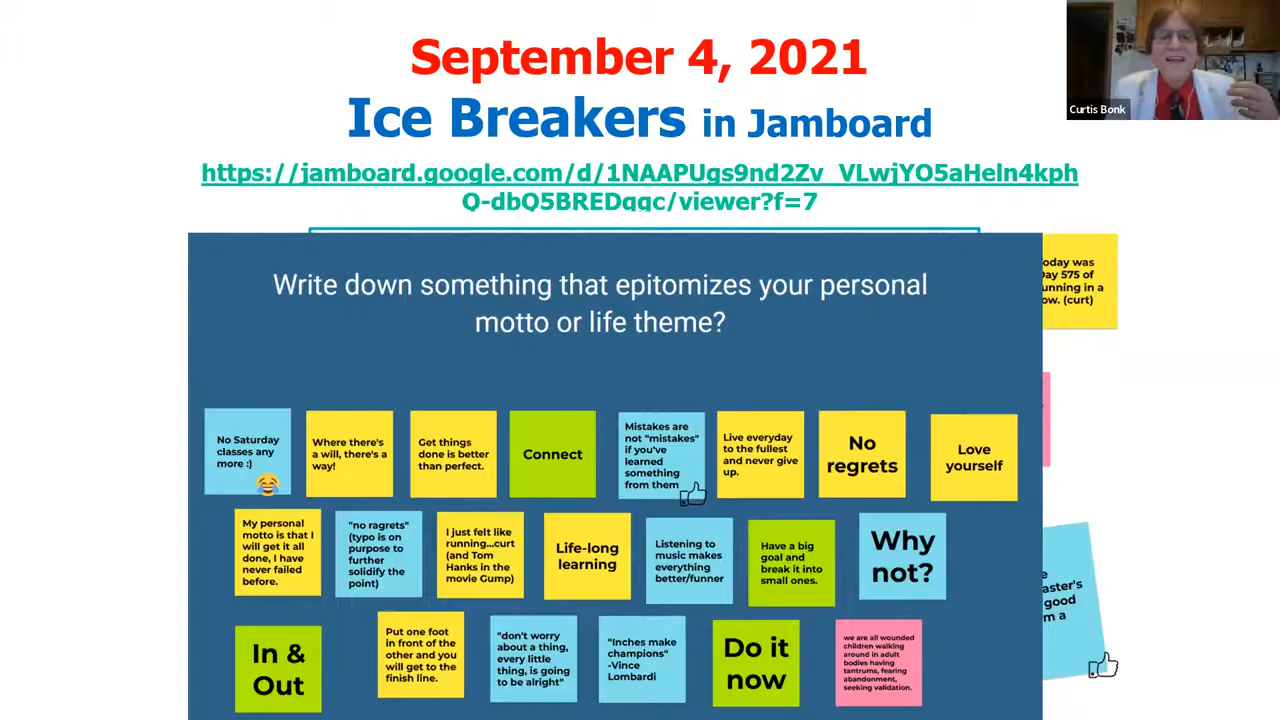 September 4, 2021
Ice Breakers in Jamboard
https://jamboard.google.com/d/1NAAPUgs9nd2Zv_VLwjYO5aHeln4kph
Q-dbQ5BREDqgc/viewer?f=7
Curtis Bonk
Write down something that epitomizes your personal
motto or life theme?
No Saturday
classes any
more :)
Where there's
a will, there's a
way!
Get things
done is better
than perfect.
Connect
Mistakes are
not "mistakes"
if you've
learned
something
from them
Live everyday
to the fullest
and never give
up.
No
regrets
Love
yourself
My personal
motto is that I
will get it all
done, I have
never failed
before.
"no ragrets"
(typo is on
purpose to
further
solidify the
point)
I just felt like
running...curt
(and Tom
Hanks in the
movie Gump)
Life-long
learning
Listening to
music makes
everything
better/funner
Have a big
goal and
break it into
small ones.
Why
not?
In &
Out
Put one foot
in front of the
other and you
will get to the
finish line.
"don't worry
about a thing,
every little
thing, is going
to be alright"
"Inches make
champions"
-Vince
Lombardi
Do it
now
we are all wounded
children walking
around in adult
bodies having
tantrums, fearing
abandonment,
seeking validation.
was
575 of
in a
(curt)
good
a